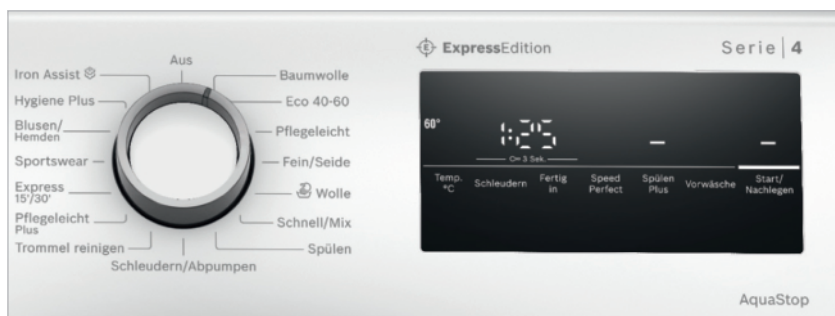 Aus
Iron Assist
Hygiene Plus
Blusen/
Hemden
Sportswear
Express
15'/30'
Pflegeleicht
Plus
Trommel reinigen
Schleudern/Abpumpen
Baumwolle
Eco 40-60
Pflegeleicht
Fein/Seide
Wolle
Schnell/Mix
Spülen
E ExpressEdition
Serie | 4
60°
1:25
3 Sek.
Temp.
°C
Schleudern
Fertig
in
Speed
Perfect
Spülen
Plus
Vorwäsche
Start/
Nachlegen
AquaStop